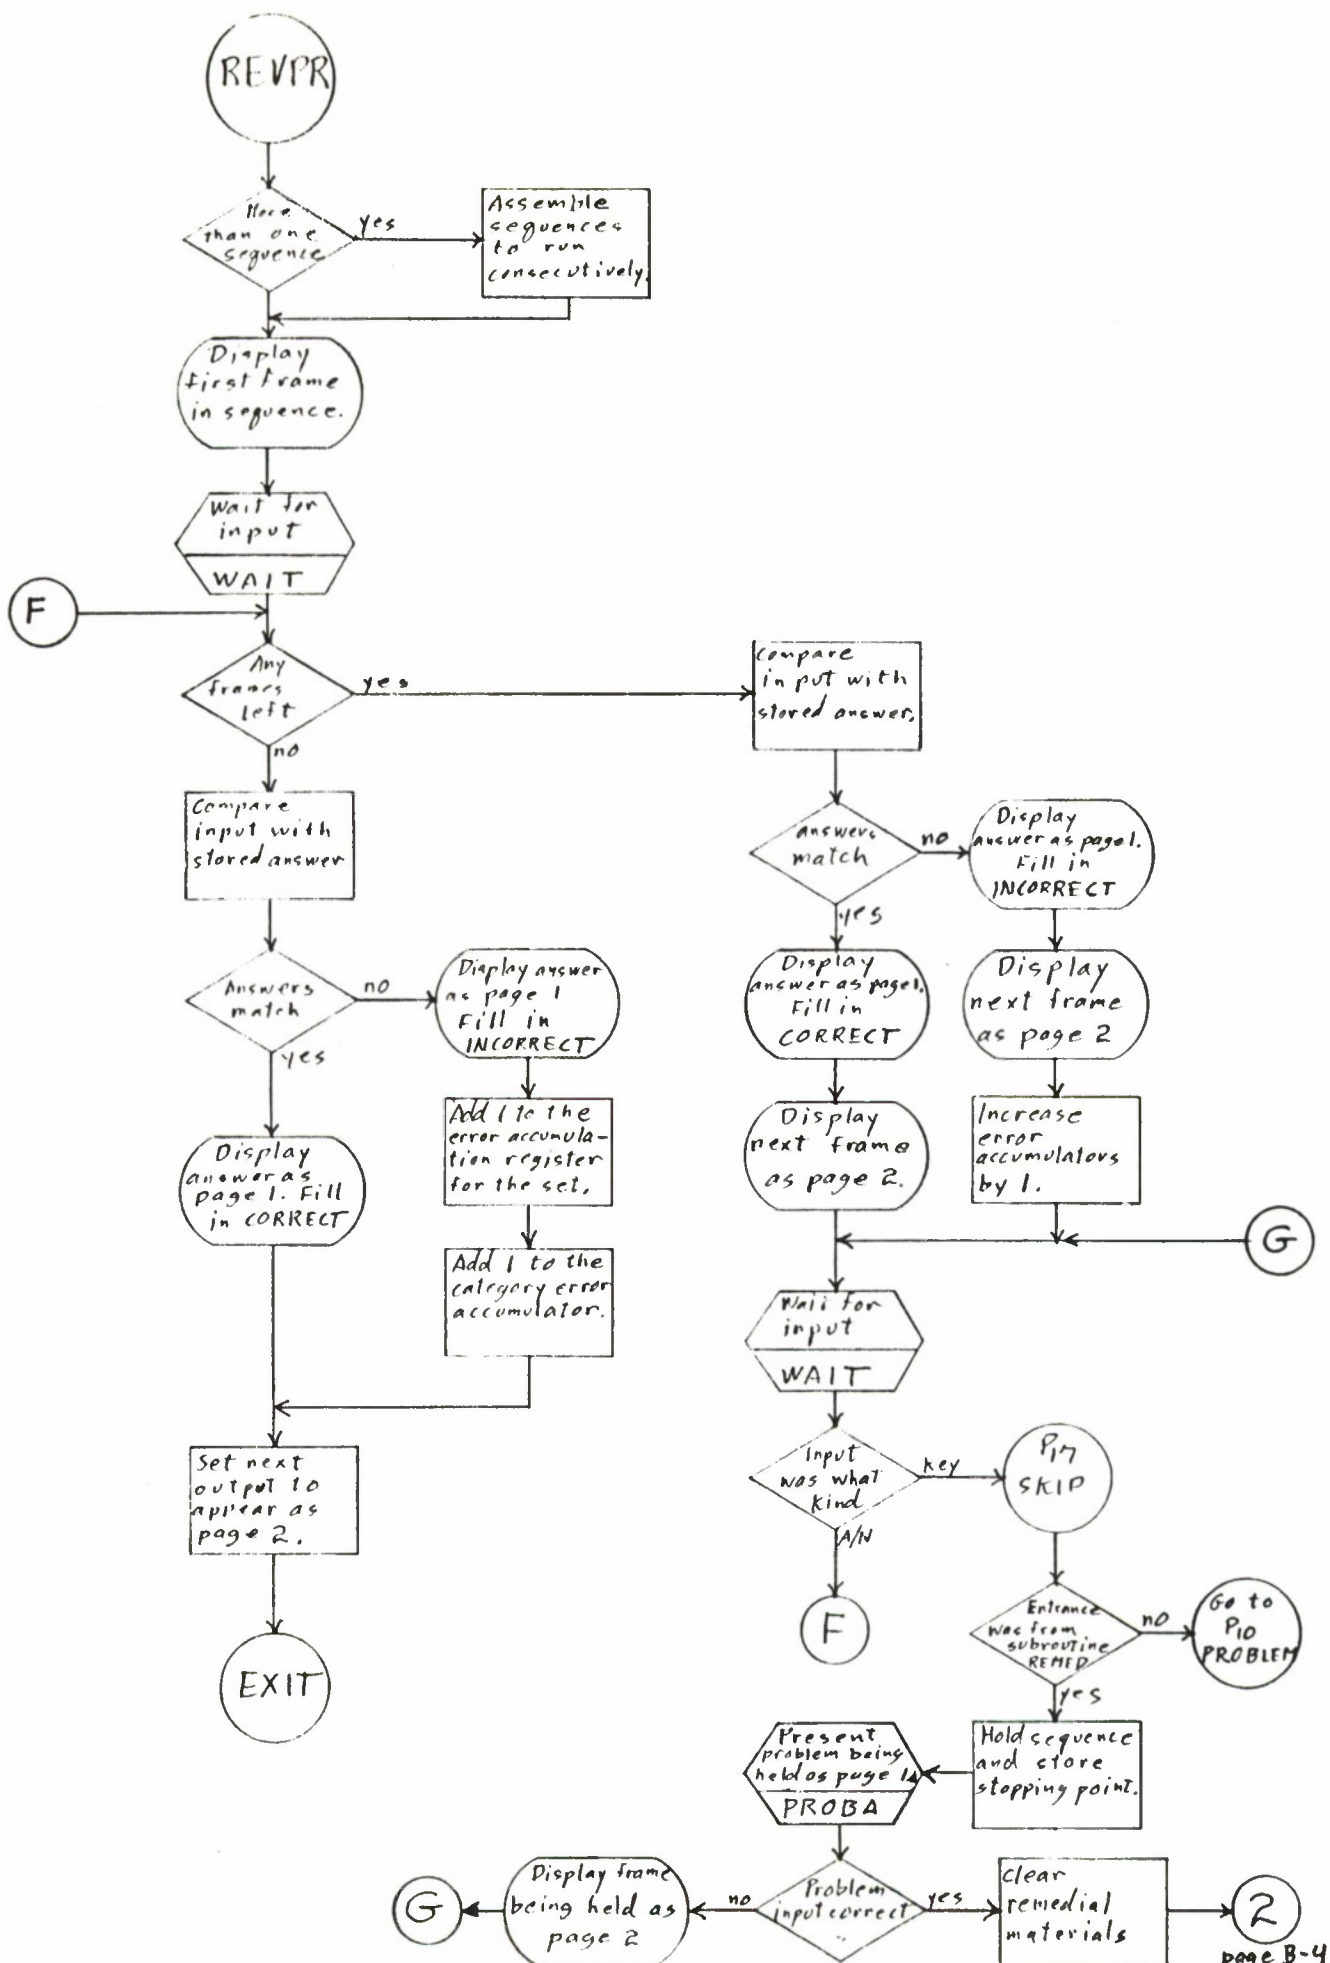 REVPR
More
than one
sequence
yes
Assemble
sequences
to run
consecutively.
Display
first frame
in sequence.
Wait for
input
WAIT
F
Any
frames
left
yes
no
Compare
input with
stored answer.
Compare
input with
stored answer
answers
match
no
yes
Display
answer as page 1.
Fill in
INCORRECT
Answers
match
no
yes
Display answer
as page 1
Fill in
INCORRECT
Display
answer as page 1.
Fill in
CORRECT
Display
next frame
as page 2
Add 1 to the
error accumula-
tion register
for the set.
Display
next frame
as page 2.
Increase
error
accumulators
by 1.
Display
answer as
page 1. Fill
in CORRECT
G
Add 1 to the
category error
accumulator.
Wait for
input
WAIT
Set next
output to
appear as
page 2.
Input
was what
kind
key
A/N
P17
SKIP
EXIT
F
Entrance
was from
subroutine
REMED
no
yes
Go to
P10
PROBLEM
Present
problem being
held as page 1.
PROBA
Hold sequence
and store
stopping point.
G
Display frame
being held as
page 2
no
Problem
input correct
yes
Clear
remedial
materials
2
page B-4